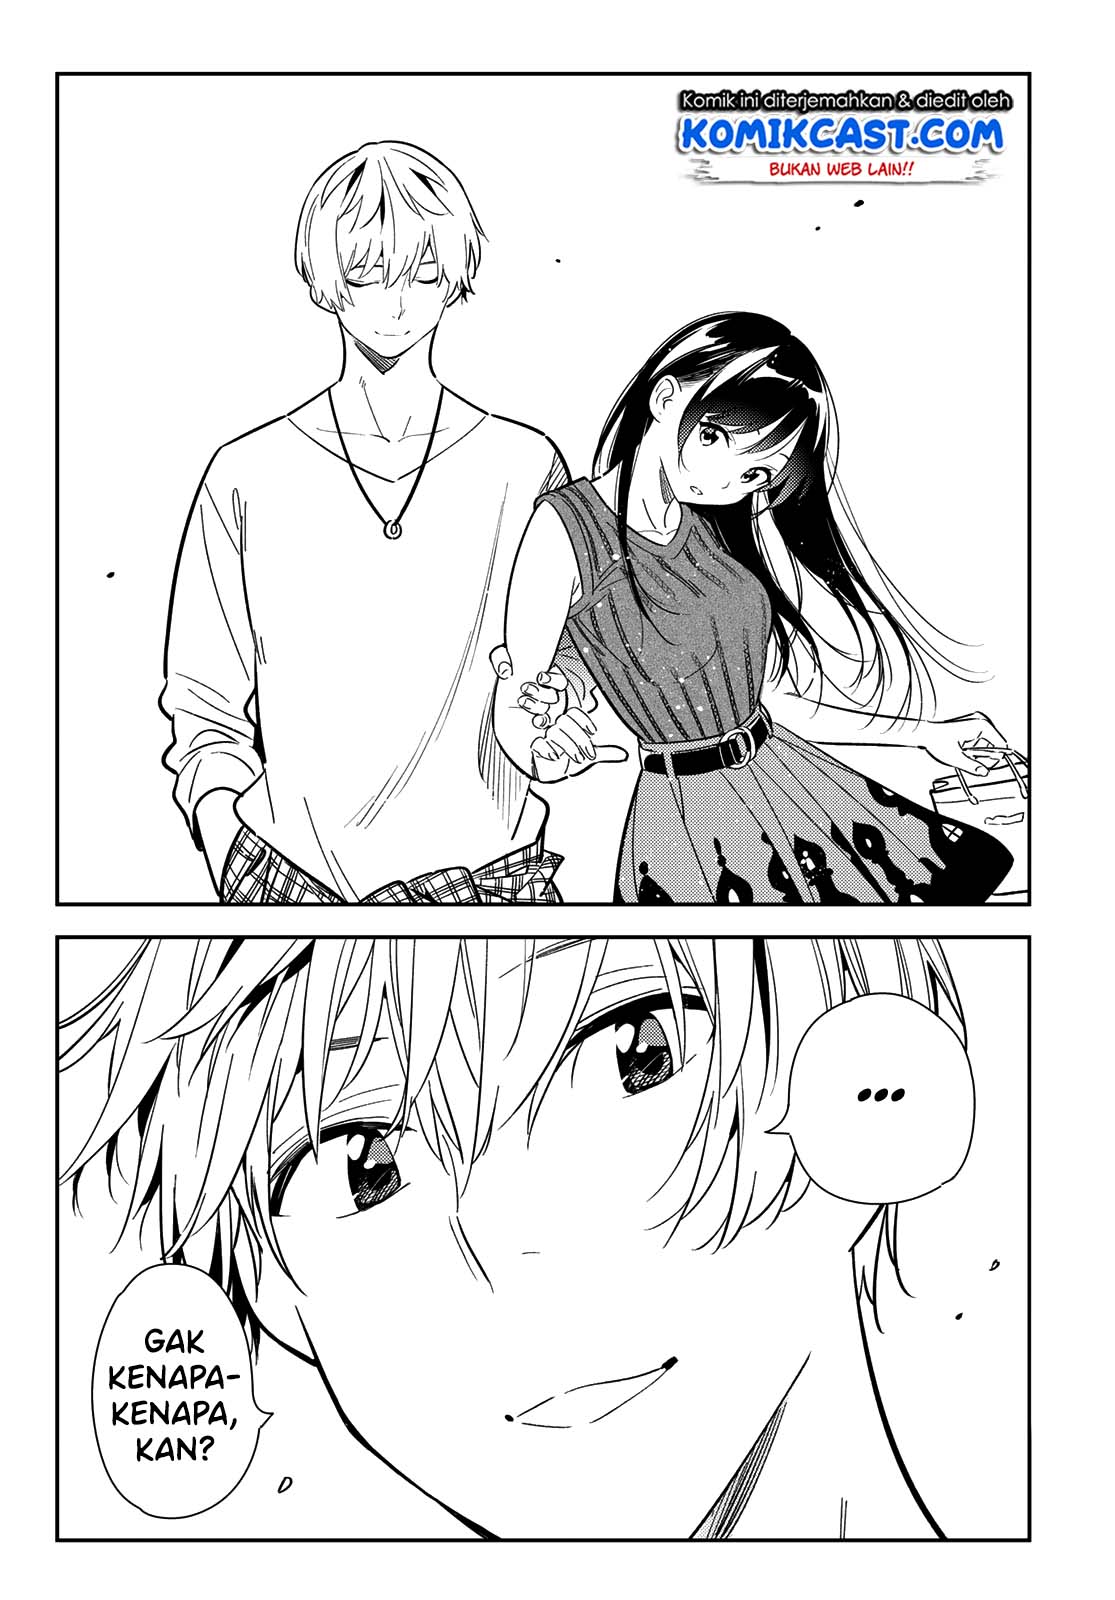 Komik ini diterjemahkan & diedit oleh
KOMIKCAST.COM
BUKAN WEB LAIN!!
...
GAK
KENAPA-
KENAPA,
KAN?